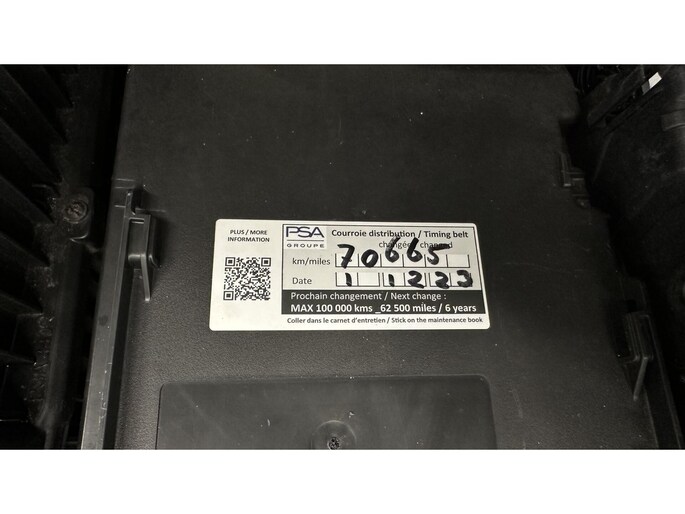 PLUS / MORE
INFORMATION
PSA
GROUPE
Courroie distribution / Timing belt
changée / changed
km/miles 70665
Date 1 1223
Prochain changement / Next change :
MAX 100 000 kms _62 500 miles / 6 years
Coller dans le carnet d'entretien / Stick on the maintenance book